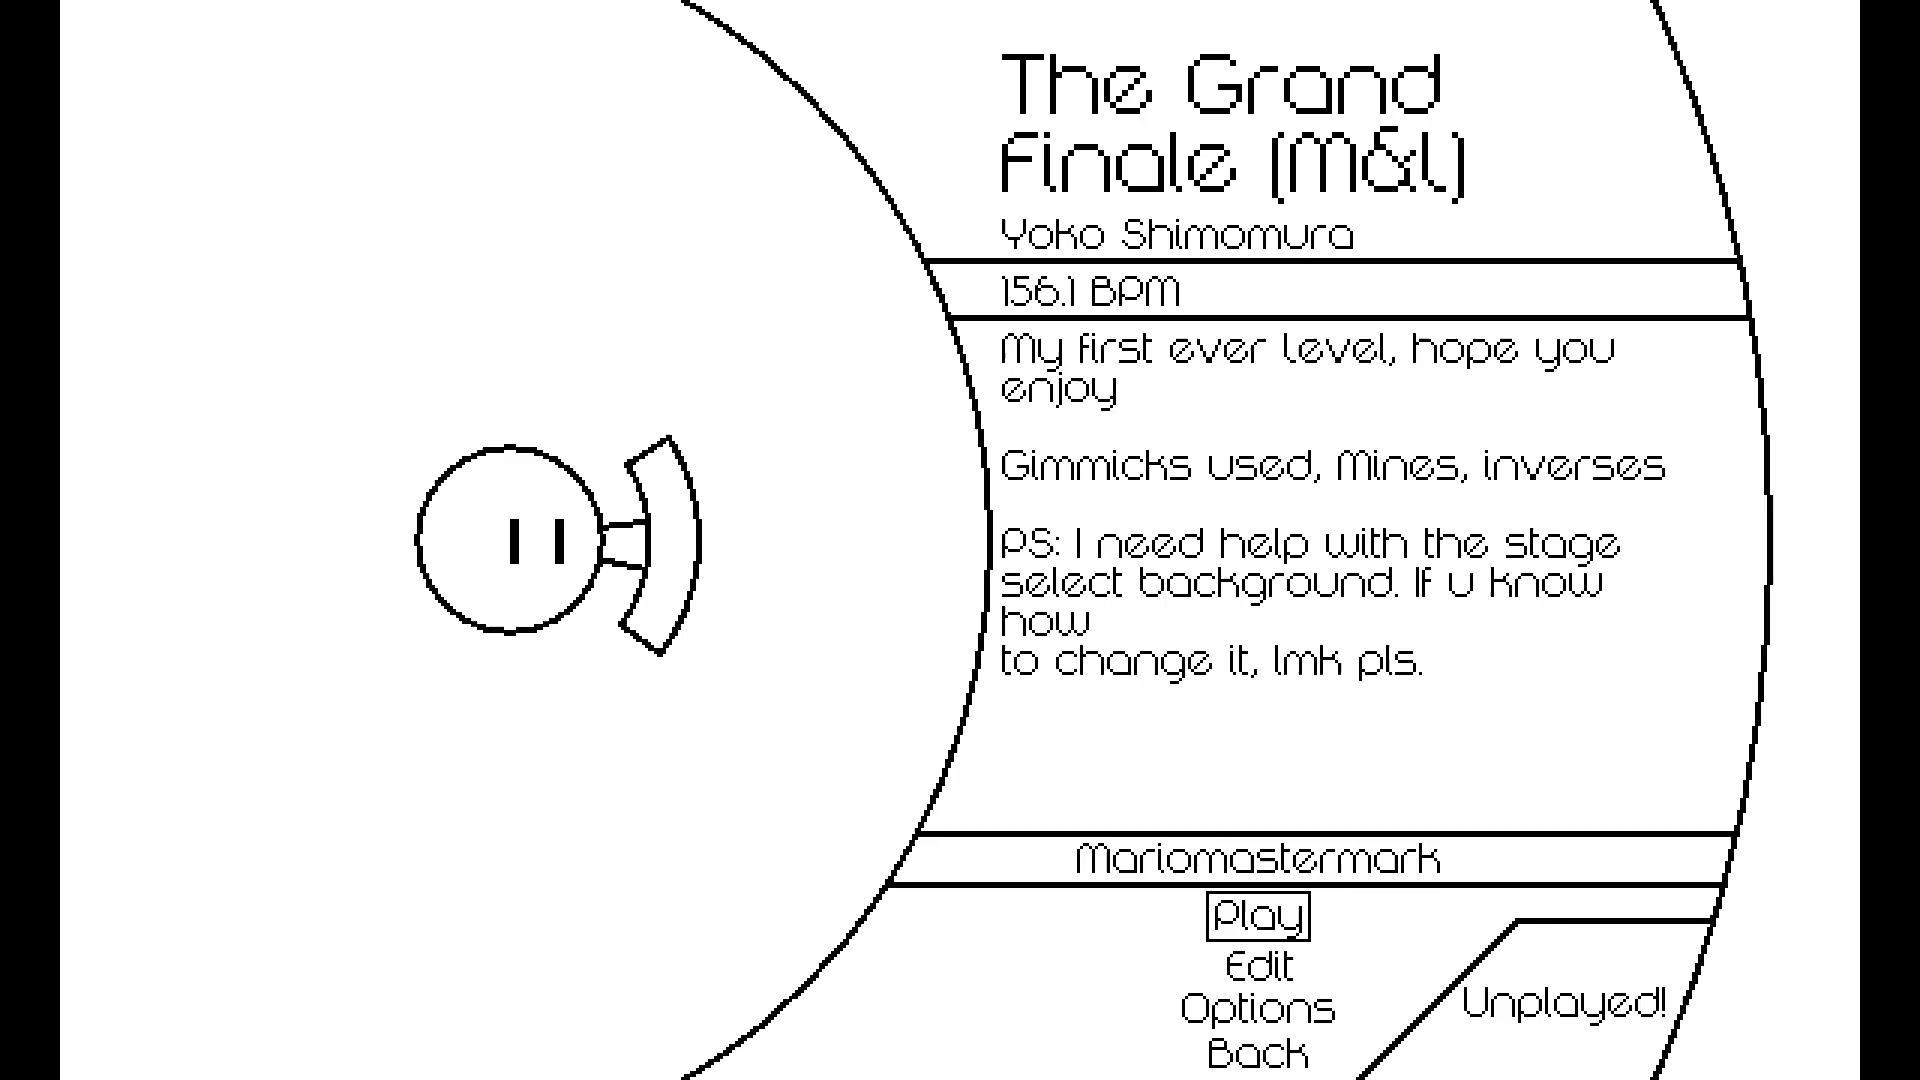 The Grand
Finale (M&L)
Yoko Shimomura
156.1 BPM
My first ever level, hope you
enjoy
Gimmicks used, Mines, inverses
PS: I need help with the stage
select background. If u know
how
to change it, lmk pls.
Mariomastermark
Play
Edit
Options
Back
Unplayed!